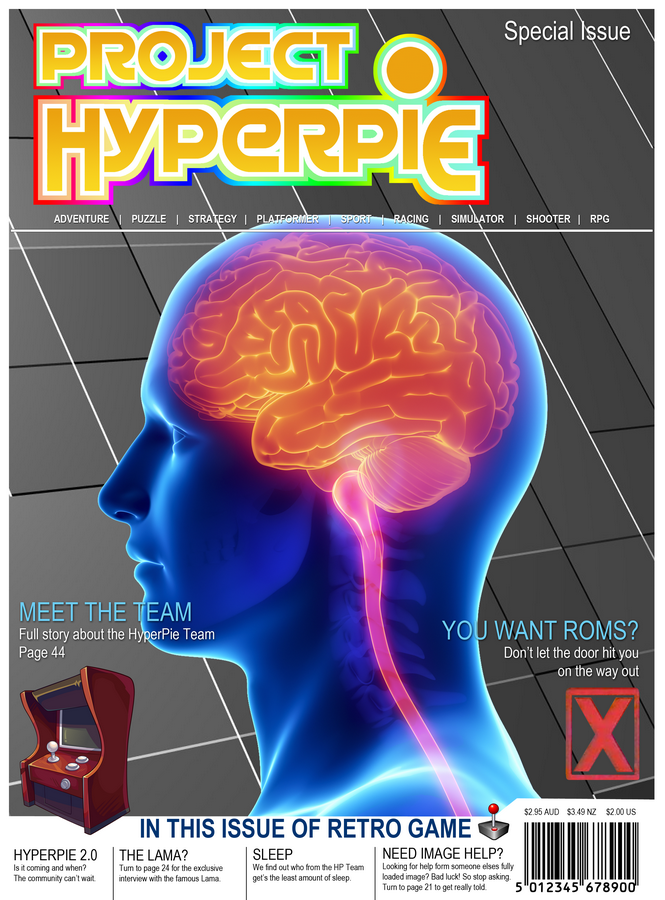 Special Issue
PROJECT
HYPERPIE
ADVENTURE | PUZZLE | STRATEGY | PLATFORMER | SPORT | RACING | SIMULATOR | SHOOTER | RPG
MEET THE TEAM
Full story about the HyperPie Team
Page 44
YOU WANT ROMS?
Don't let the door hit you
on the way out
X
IN THIS ISSUE OF RETRO GAME
$2.95 AUD $3.49 NZ $2.00 US
HYPERPIE 2.0
Is it coming and when?
The community can't wait.
THE LAMA?
Turn to page 24 for the exclusive
interview with the famous Lama.
SLEEP
We find out who from the HP Team
get's the least amount of sleep.
NEED IMAGE HELP?
Looking for help form someone elses fully
loaded image? Bad luck! So stop asking.
Turn to page 21 to get really told.
5 012345 678900